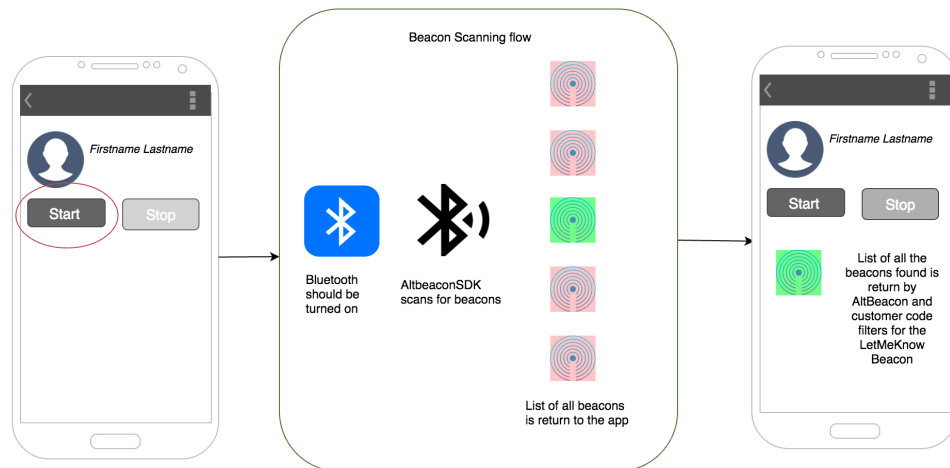 Beacon Scanning flow
Firstname Lastname
Start
Stop
Bluetooth
should be
turned on
AltbeaconSDK
scans for beacons
List of all beacons
is return to the app
Firstname Lastname
Start
Stop
List of all the
beacons found is
return by
AltBeacon and
customer code
filters for the
LetMeKnow
Beacon